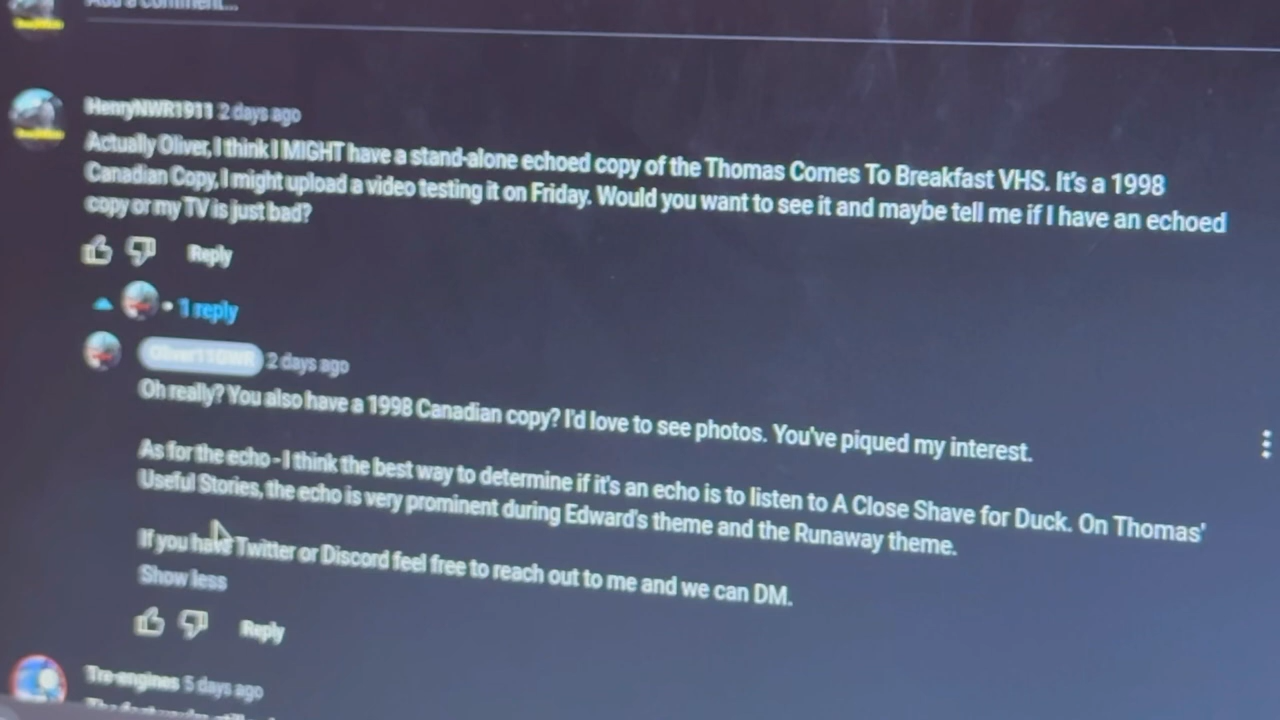 Add a comment...
HenryNWR1911 2 days ago
Actually Oliver, I think I MIGHT have a stand-alone echoed copy of the Thomas Comes To Breakfast VHS. It's a 1998
Canadian Copy, I might upload a video testing it on Friday. Would you want to see it and maybe tell me if I have an echoed
copy or my TV is just bad?
Reply
• 1 reply
Oliver11GWR 2 days ago
Oh really? You also have a 1998 Canadian copy? I'd love to see photos. You've piqued my interest.
As for the echo - I think the best way to determine if it's an echo is to listen to A Close Shave for Duck. On Thomas'
Useful Stories, the echo is very prominent during Edward's theme and the Runaway theme.
If you have Twitter or Discord feel free to reach out to me and we can DM.
Show less
Reply
Tre-engines 5 days ago